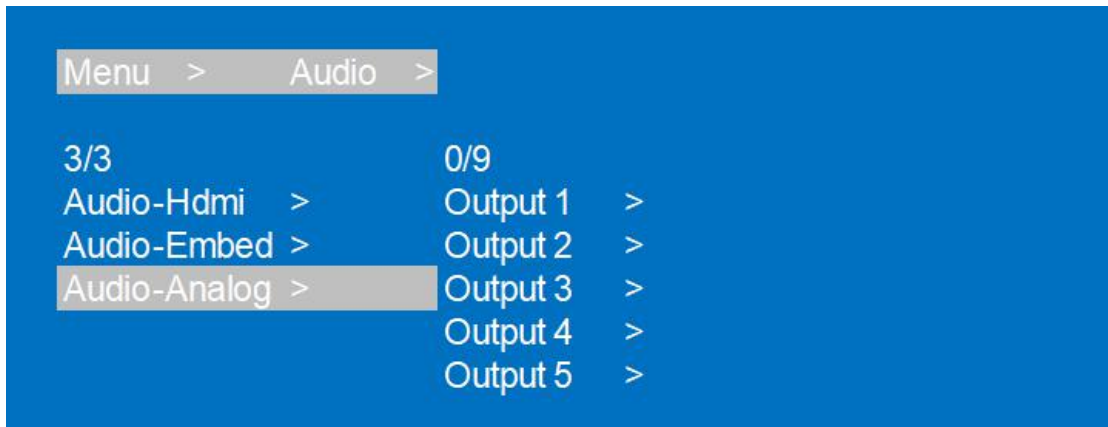 Menu > Audio >
3/3 0/9
Audio-Hdmi > Output 1 >
Audio-Embed > Output 2 >
Audio-Analog > Output 3 >
Output 4 >
Output 5 >